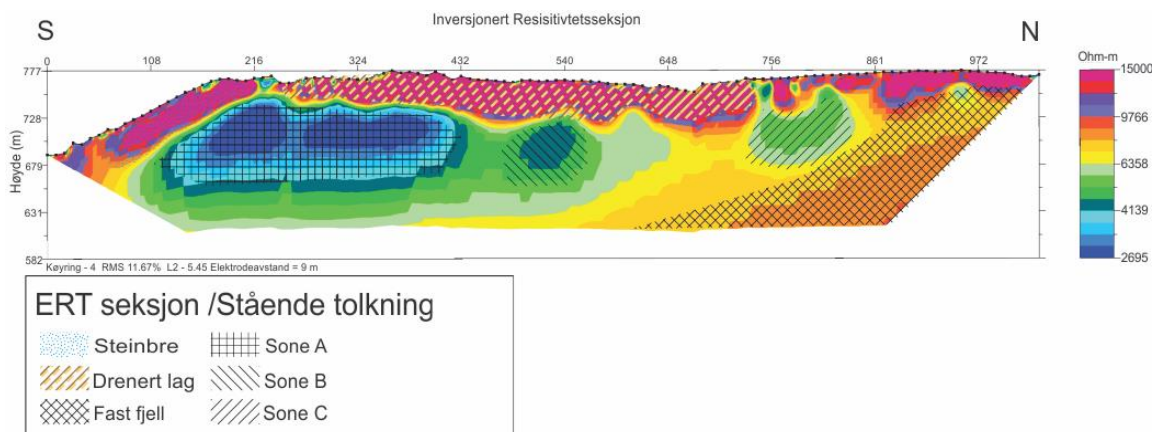 S
Inversjonert Resisitivtetsseksjon
N
0 108 216 324 432 540 648 756 861 972
Ohm-m
777
728
679
631
582
Høyde (m)
15000
9766
6358
4139
2695
Køyring - 4 RMS 11.67% L2 - 5.45 Elektrodeavstand = 9 m
ERT seksjon /Stående tolkning
Steinbre
Sone A
Drenert lag
Sone B
Fast fjell
Sone C